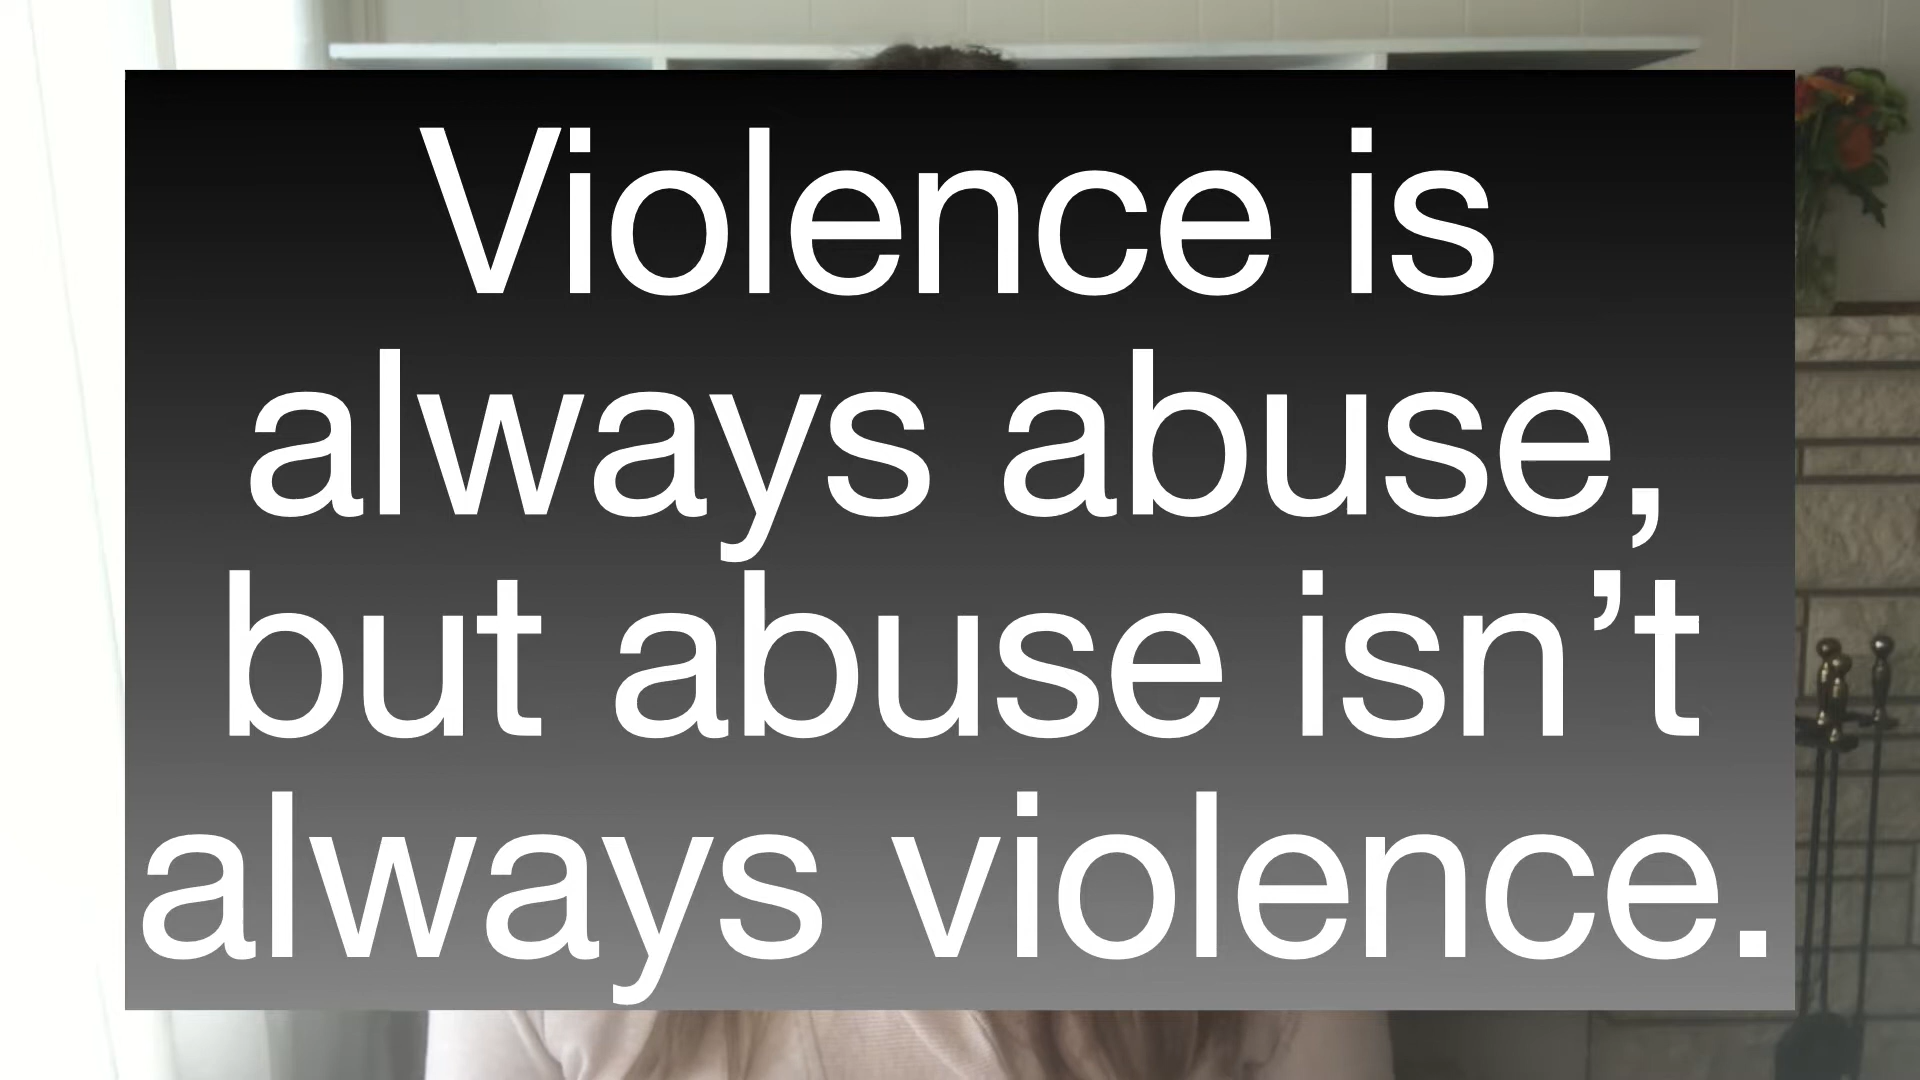 Violence is
always abuse,
but abuse isn’t
always violence.